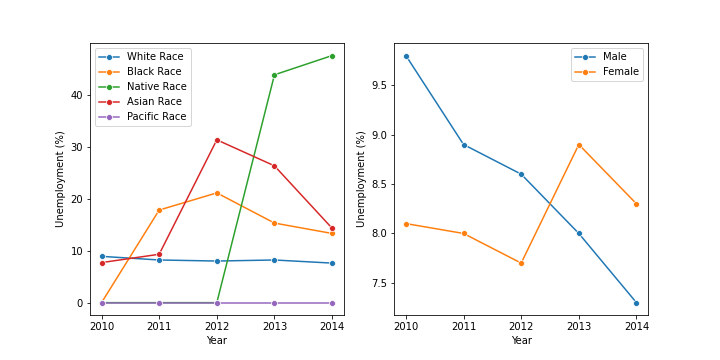 White Race
Black Race
Native Race
Asian Race
Pacific Race
Unemployment (%)
40
30
20
10
0
2010 2011 2012 2013 2014
Year
Male
Female
Unemployment (%)
9.5
9.0
8.5
8.0
7.5
2010 2011 2012 2013 2014
Year